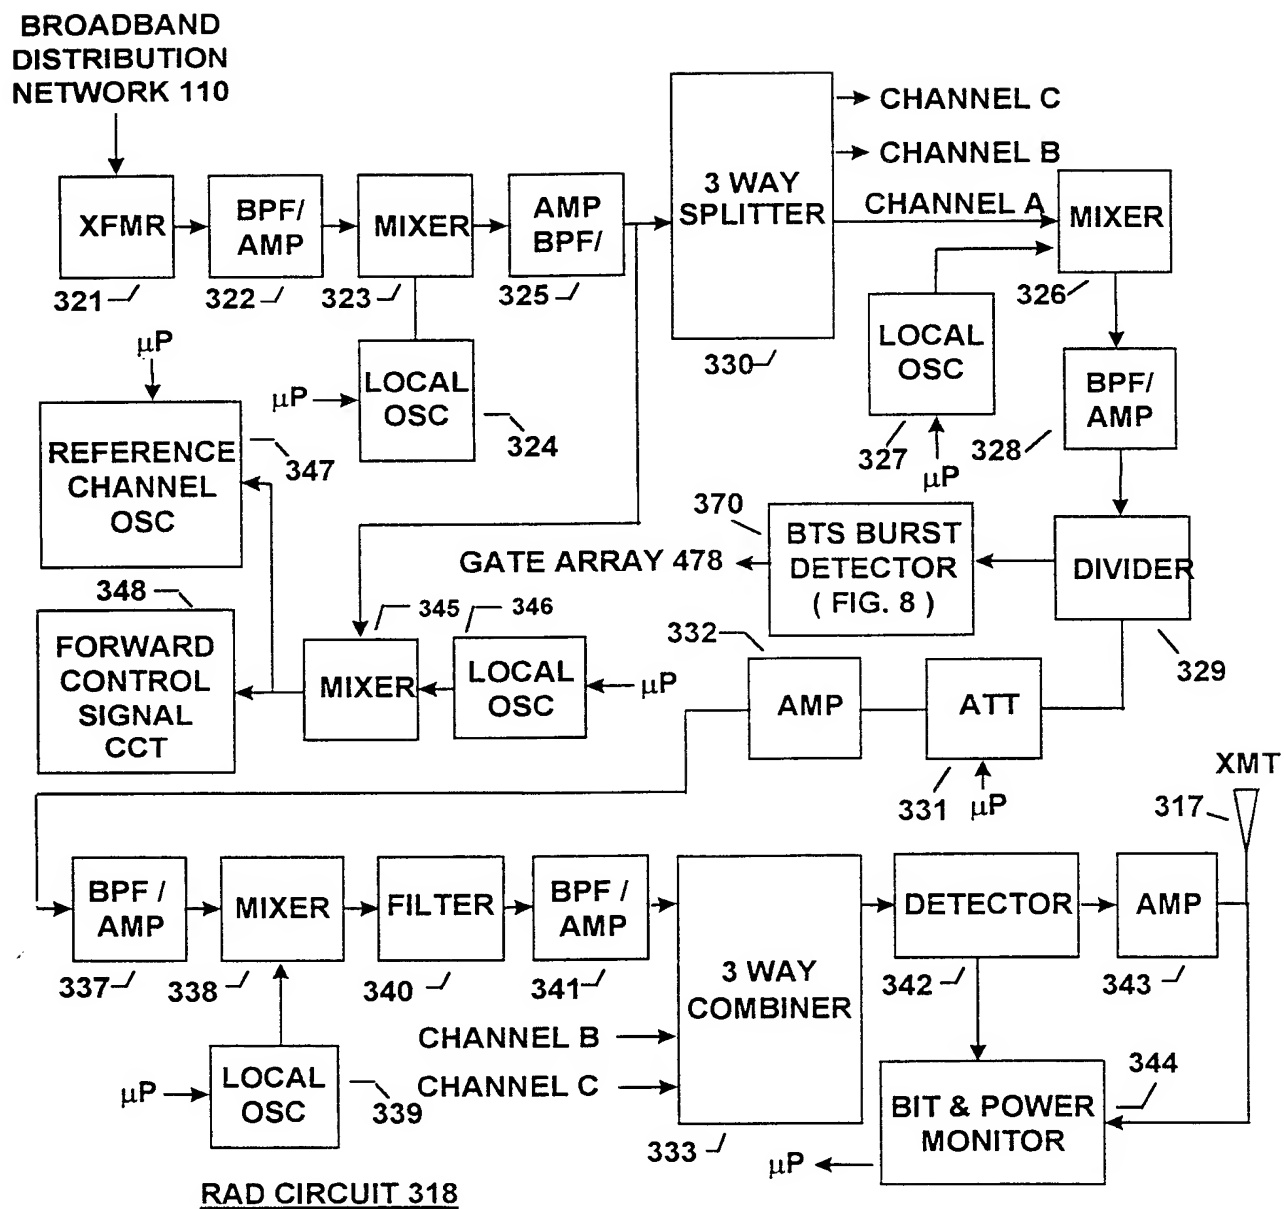 BROADBAND
DISTRIBUTION
NETWORK 110
XFMR
321
BPF/
AMP
322
MIXER
323
AMP
BPF/
325
3 WAY
SPLITTER
330
CHANNEL C
CHANNEL B
CHANNEL A
MIXER
326
μP
LOCAL
OSC
324
μP
REFERENCE
CHANNEL
OSC
347
LOCAL
OSC
327
μP
BPF/
AMP
328
370
BTS BURST
DETECTOR
( FIG. 8 )
GATE ARRAY 478
DIVIDER
329
348
FORWARD
CONTROL
SIGNAL
CCT
345
MIXER
346
LOCAL
OSC
μP
332
AMP
ATT
331
μP
XMT
317
BPF /
AMP
337
MIXER
338
FILTER
340
BPF /
AMP
341
3 WAY
COMBINER
333
DETECTOR
342
AMP
343
CHANNEL B
CHANNEL C
μP
LOCAL
OSC
339
344
BIT & POWER
MONITOR
μP
RAD CIRCUIT 318